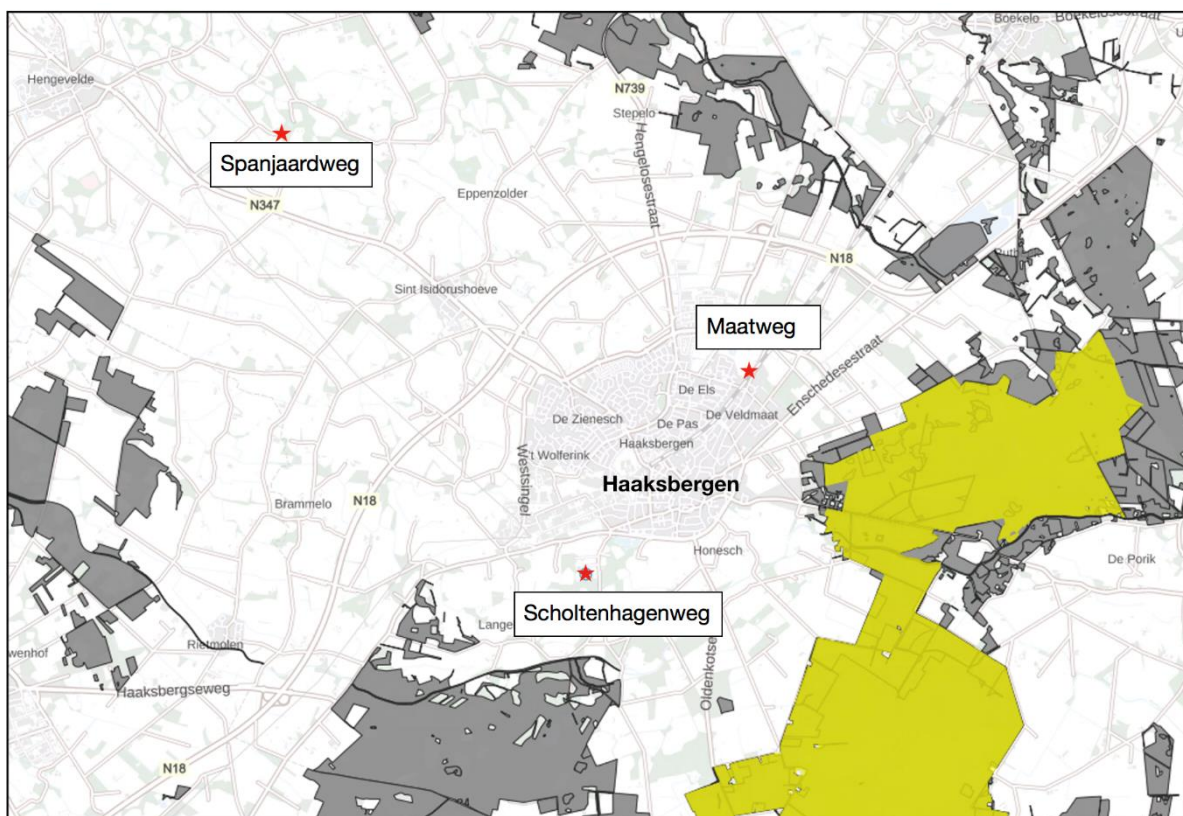 Boekelo
Boekelosestraat
Hengevelde
N739
Stepelo
Hengelosestraat
Spanjaardweg
Eppenzolder
N347
N18
Sint Isidorushoeve
Maatweg
Enschedesestraat
De Els
De Zienesch
De Pas
De Veldmaat
Haaksbergen
't Wolferink
Westsingel
Haaksbergen
N18
Brammelo
Honesch
De Porik
Scholtenhagenweg
Lange
Rietmolen
Oldenkotse
wenhof
Haaksbergseweg
N18